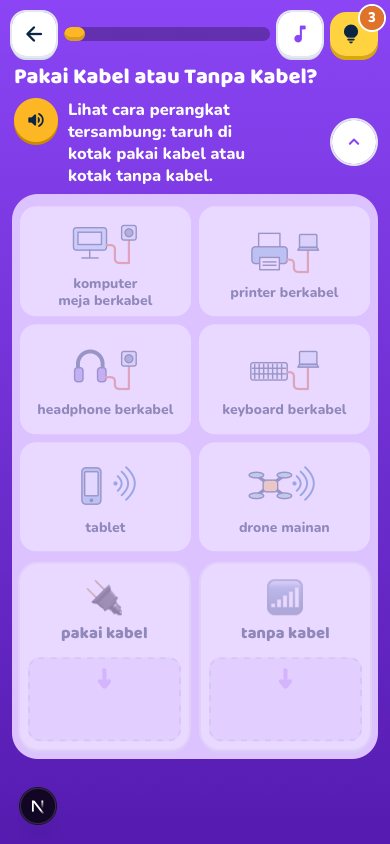 3
Pakai Kabel atau Tanpa Kabel?
Lihat cara perangkat
tersambung: taruh di
kotak pakai kabel atau
kotak tanpa kabel.
komputer
meja berkabel
printer berkabel
headphone berkabel
keyboard berkabel
tablet
drone mainan
pakai kabel
tanpa kabel
N